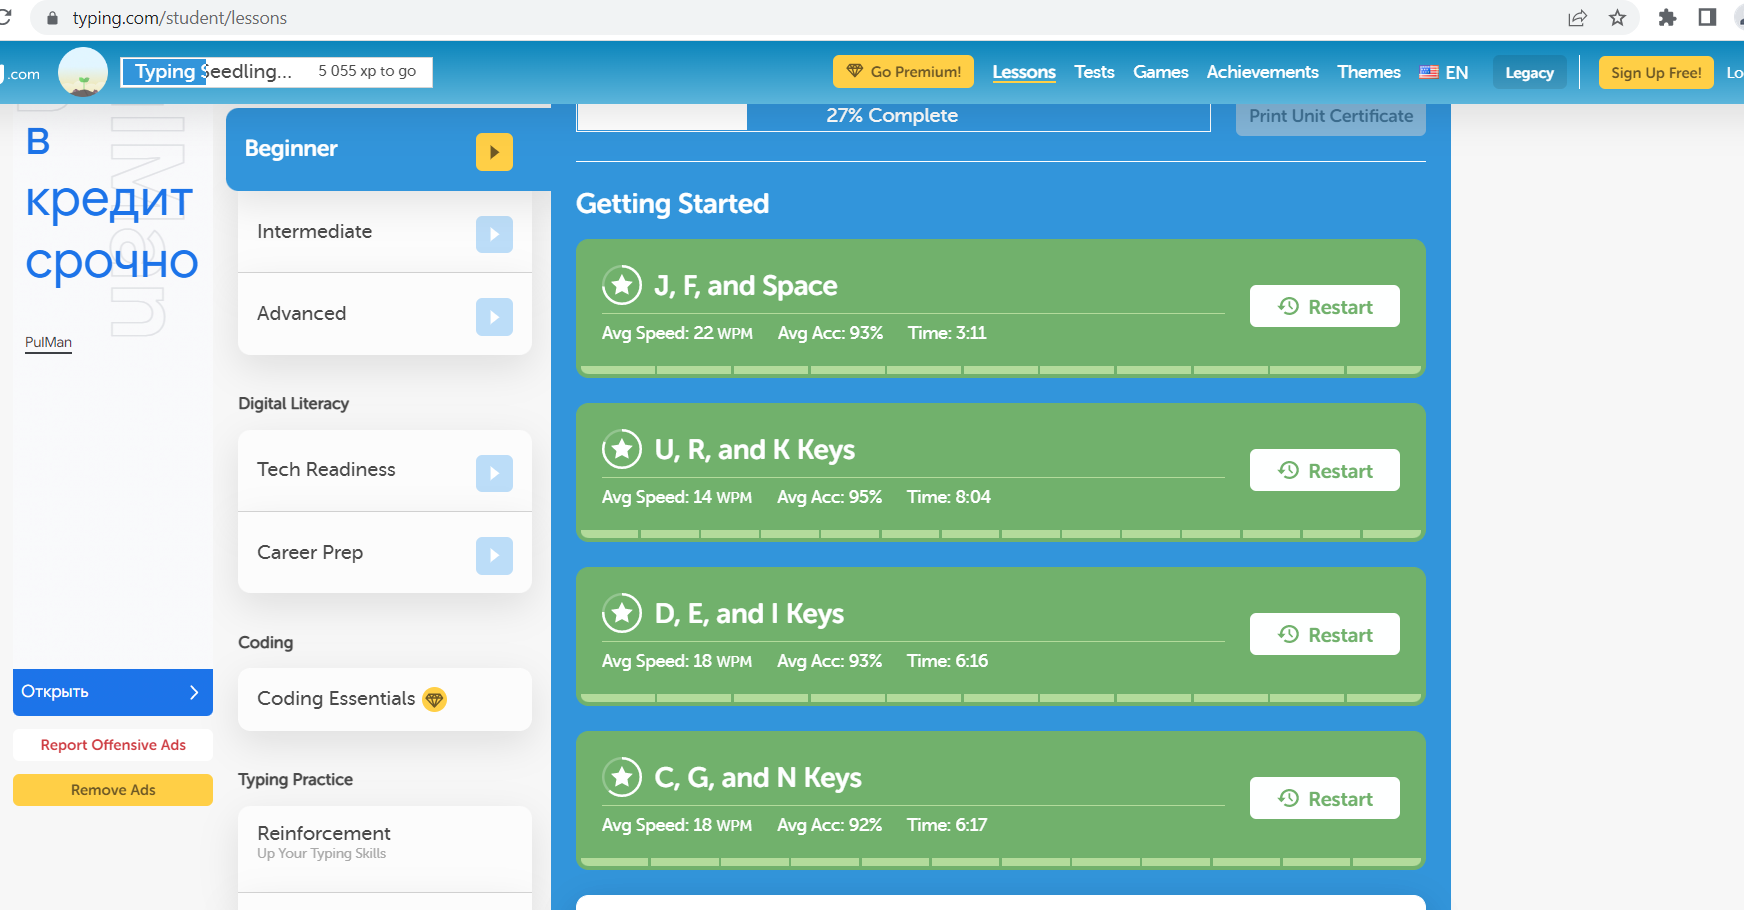 typing.com/student/lessons
.com
Typing Seedling...
5 055 xp to go
Go Premium!
Lessons
Tests
Games
Achievements
Themes
EN
Legacy
Sign Up Free!
Lo
в
кредит
срочно
PulMan
Открыть
Report Offensive Ads
Remove Ads
Beginner
Intermediate
Advanced
Digital Literacy
Tech Readiness
Career Prep
Coding
Coding Essentials
Typing Practice
Reinforcement
Up Your Typing Skills
27% Complete
Print Unit Certificate
Getting Started
J, F, and Space
Avg Speed: 22 WPM Avg Acc: 93% Time: 3:11
Restart
U, R, and K Keys
Avg Speed: 14 WPM Avg Acc: 95% Time: 8:04
Restart
D, E, and I Keys
Avg Speed: 18 WPM Avg Acc: 93% Time: 6:16
Restart
C, G, and N Keys
Avg Speed: 18 WPM Avg Acc: 92% Time: 6:17
Restart